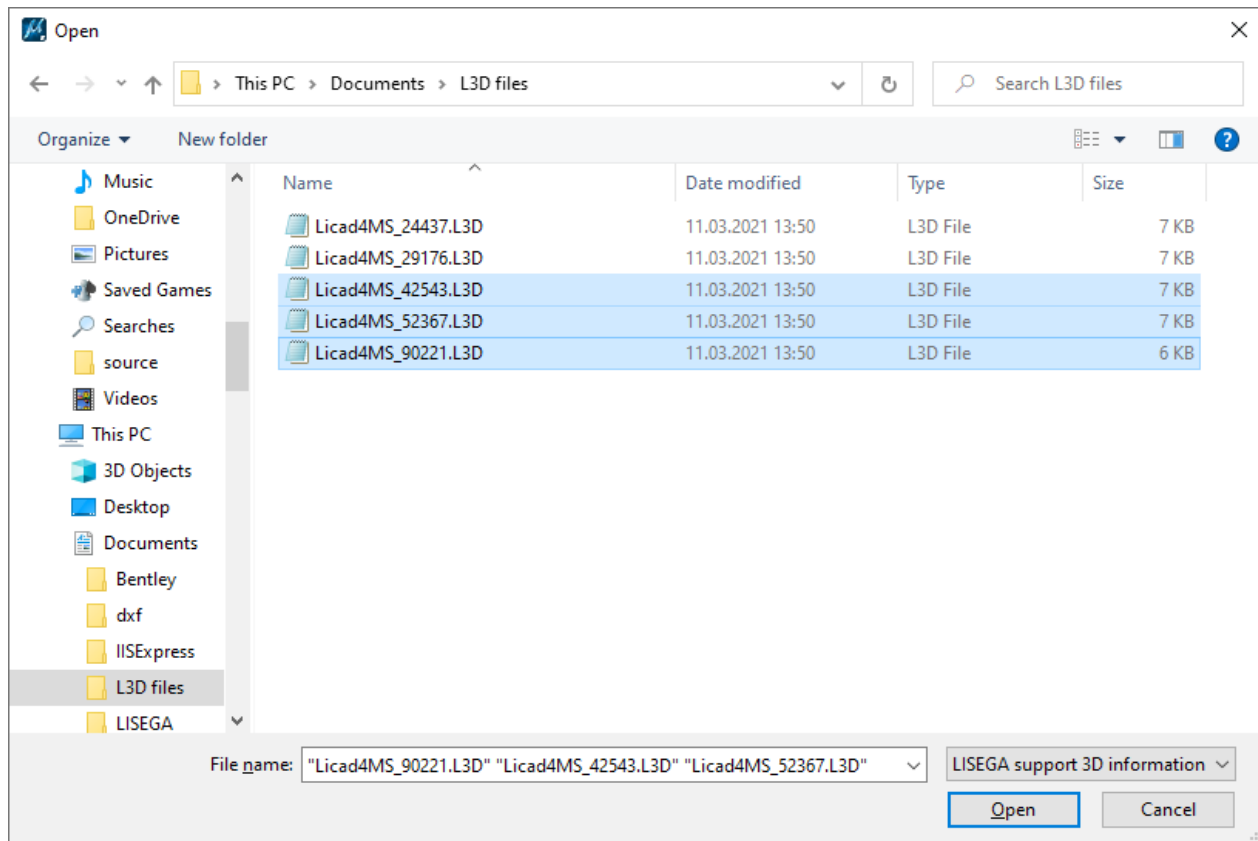 Open
This PC > Documents > L3D files
Search L3D files
Organize New folder
Name Date modified Type Size
Music
OneDrive
Pictures
Saved Games
Searches
source
Videos
This PC
3D Objects
Desktop
Documents
Bentley
dxf
IISExpress
L3D files
LISEGA
Licad4MS_24437.L3D 11.03.2021 13:50 L3D File 7 KB
Licad4MS_29176.L3D 11.03.2021 13:50 L3D File 7 KB
Licad4MS_42543.L3D 11.03.2021 13:50 L3D File 7 KB
Licad4MS_52367.L3D 11.03.2021 13:50 L3D File 7 KB
Licad4MS_90221.L3D 11.03.2021 13:50 L3D File 6 KB
File name: "Licad4MS_90221.L3D" "Licad4MS_42543.L3D" "Licad4MS_52367.L3D"
LISEGA support 3D information
Open Cancel